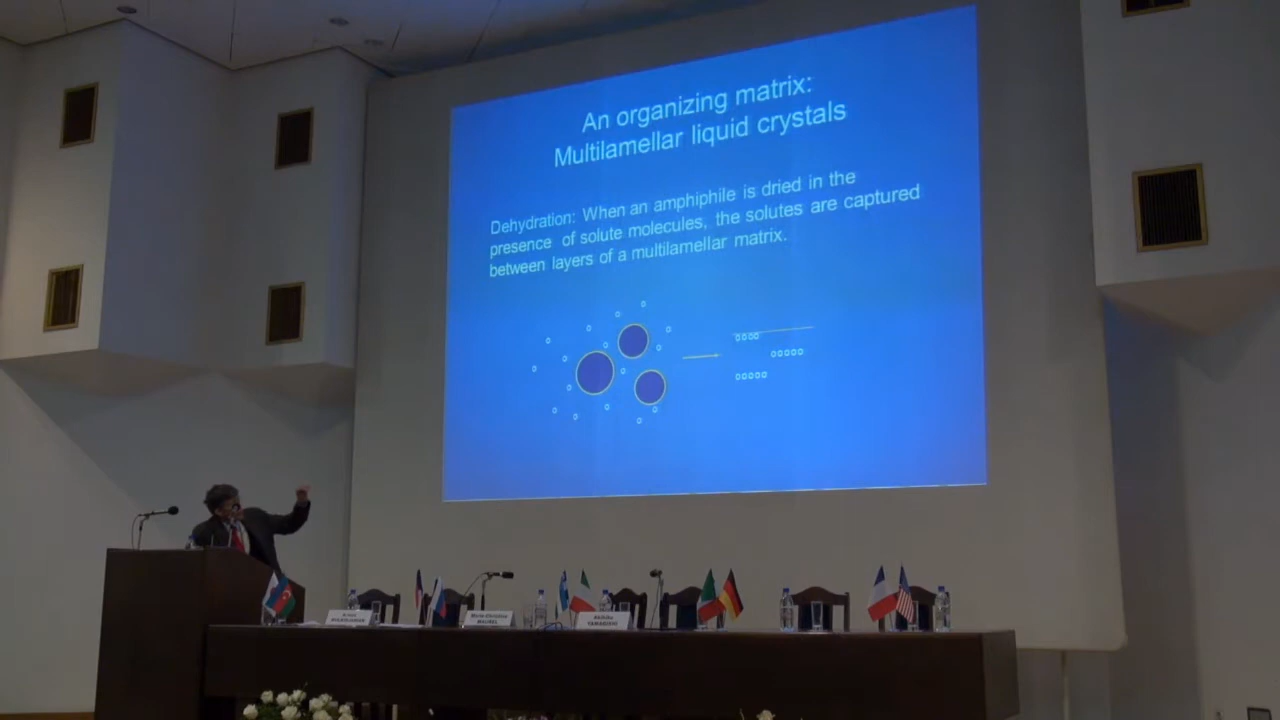 An organizing matrix:
Multilamellar liquid crystals
Dehydration: When an amphiphile is dried in the
presence of solute molecules, the solutes are captured
between layers of a multilamellar matrix.
YAMAGISHI